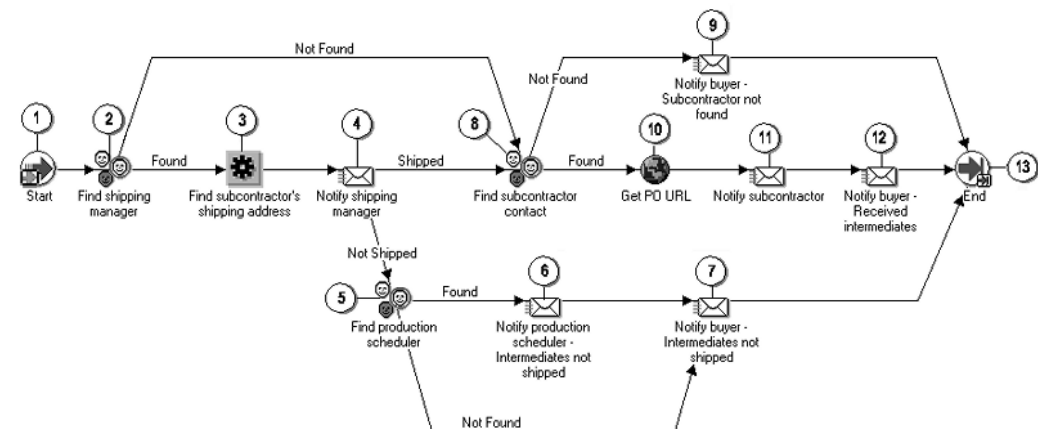 9
Not Found
Not Found
Notify buyer -
Subcontractor not
found
1
2
3
4
8
10
11
12
13
Found
Shipped
Found
Start
Find shipping
manager
Find subcontractor's
shipping address
Notify shipping
manager
Find subcontractor
contact
Get PO URL
Notify subcontractor
Notify buyer -
Received
intermediates
End
Not Shipped
5
6
7
Found
Find production
scheduler
Notify production
scheduler -
Intermediates not
shipped
Notify buyer -
Intermediates not
shipped
Not Found